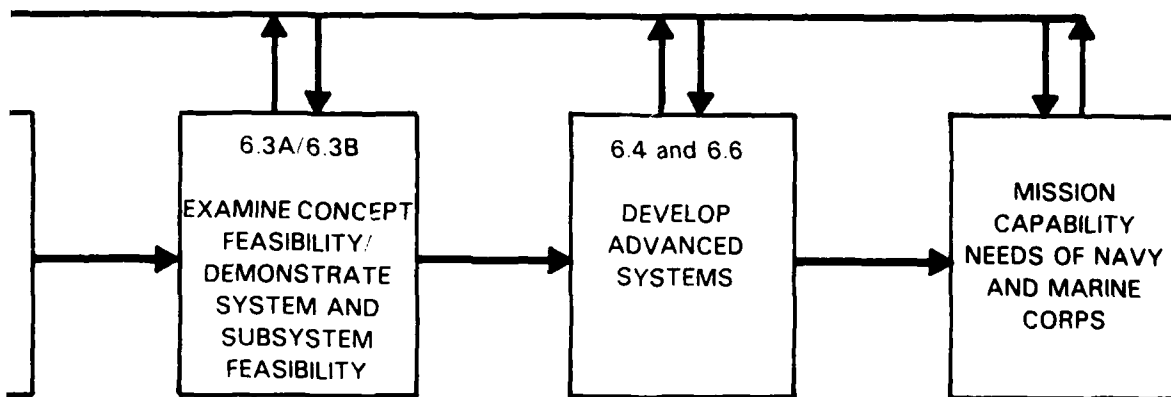 6.3A/6.3B
EXAMINE CONCEPT
FEASIBILITY/
DEMONSTRATE
SYSTEM AND
SUBSYSTEM
FEASIBILITY
6.4 and 6.6
DEVELOP
ADVANCED
SYSTEMS
MISSION
CAPABILITY
NEEDS OF NAVY
AND MARINE
CORPS